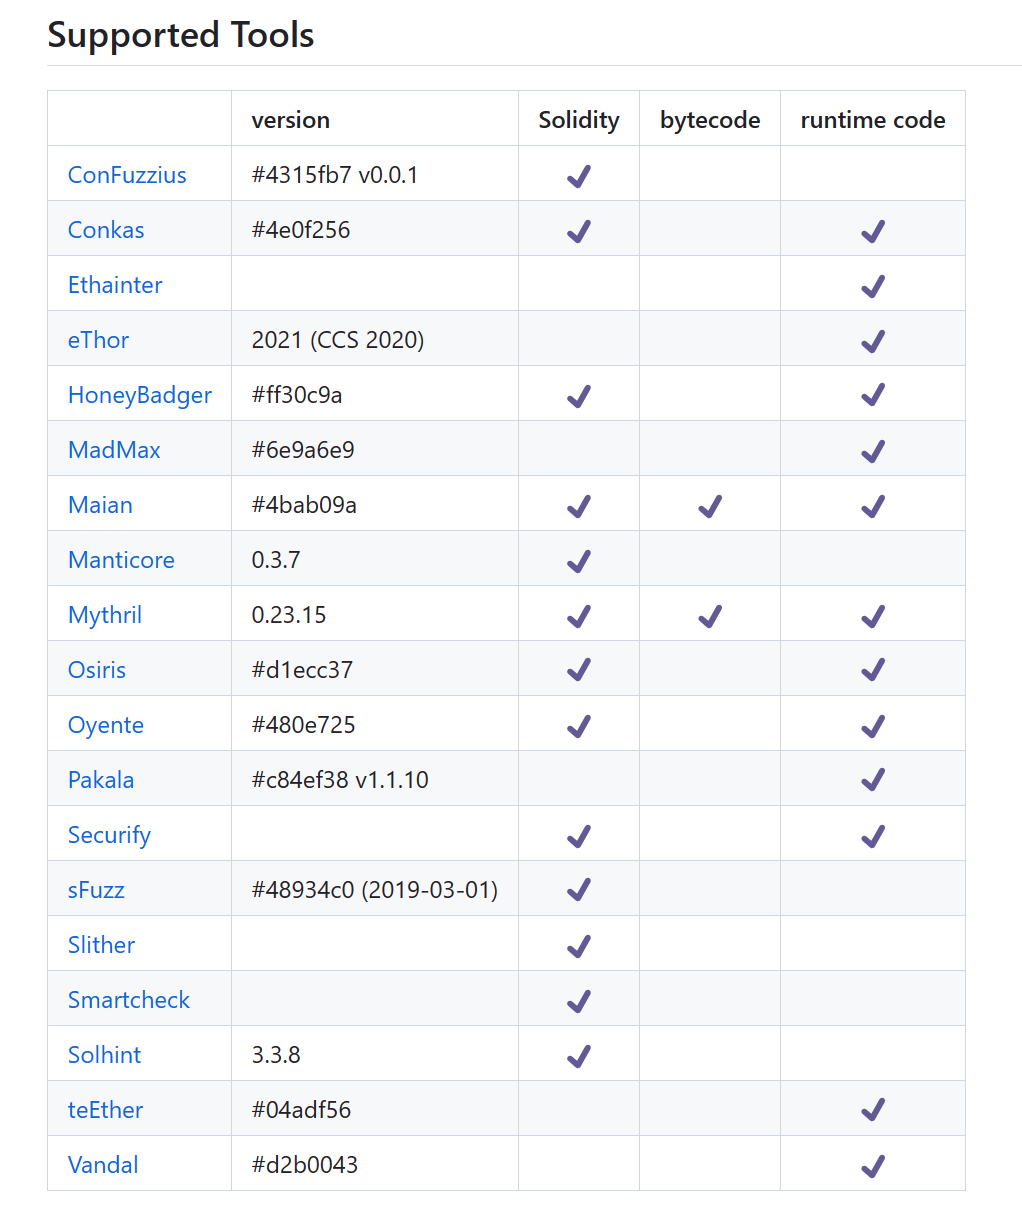 Supported Tools
version Solidity bytecode runtime code
ConFuzzius #4315fb7 v0.0.1 ✔
Conkas #4e0f256 ✔ ✔
Ethainter ✔
eThor 2021 (CCS 2020) ✔
HoneyBadger #ff30c9a ✔ ✔
MadMax #6e9a6e9 ✔
Maian #4bab09a ✔ ✔ ✔
Manticore 0.3.7 ✔
Mythril 0.23.15 ✔ ✔ ✔
Osiris #d1ecc37 ✔ ✔
Oyente #480e725 ✔ ✔
Pakala #c84ef38 v1.1.10 ✔
Securify ✔ ✔
sFuzz #48934c0 (2019-03-01) ✔
Slither ✔
Smartcheck ✔
Solhint 3.3.8 ✔
teEther #04adf56 ✔
Vandal #d2b0043 ✔